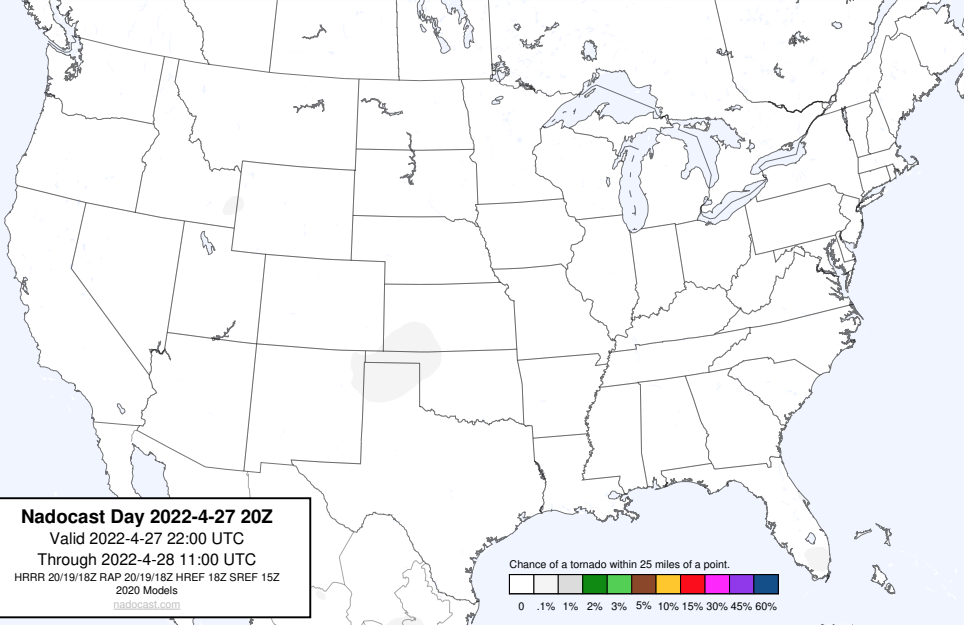 Nadocast Day 2022-4-27 20Z
Valid 2022-4-27 22:00 UTC
Through 2022-4-28 11:00 UTC
HRRR 20/19/18Z RAP 20/19/18Z HREF 18Z SREF 15Z
2020 Models
nadocast.com
Chance of a tornado within 25 miles of a point.
0 .1% 1% 2% 3% 5% 10% 15% 30% 45% 60%